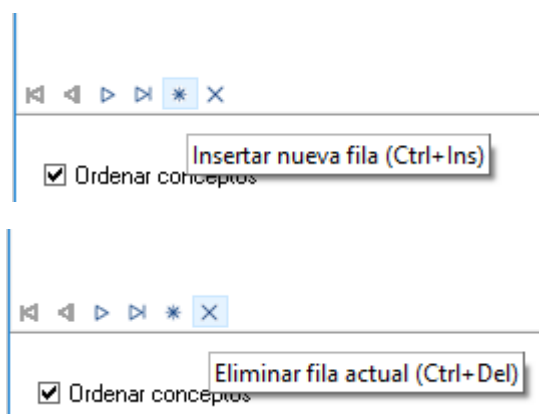 Insertar nueva fila (Ctrl+Ins)
Ordenar conceptos
Eliminar fila actual (Ctrl+Del)
Ordenar conceptos